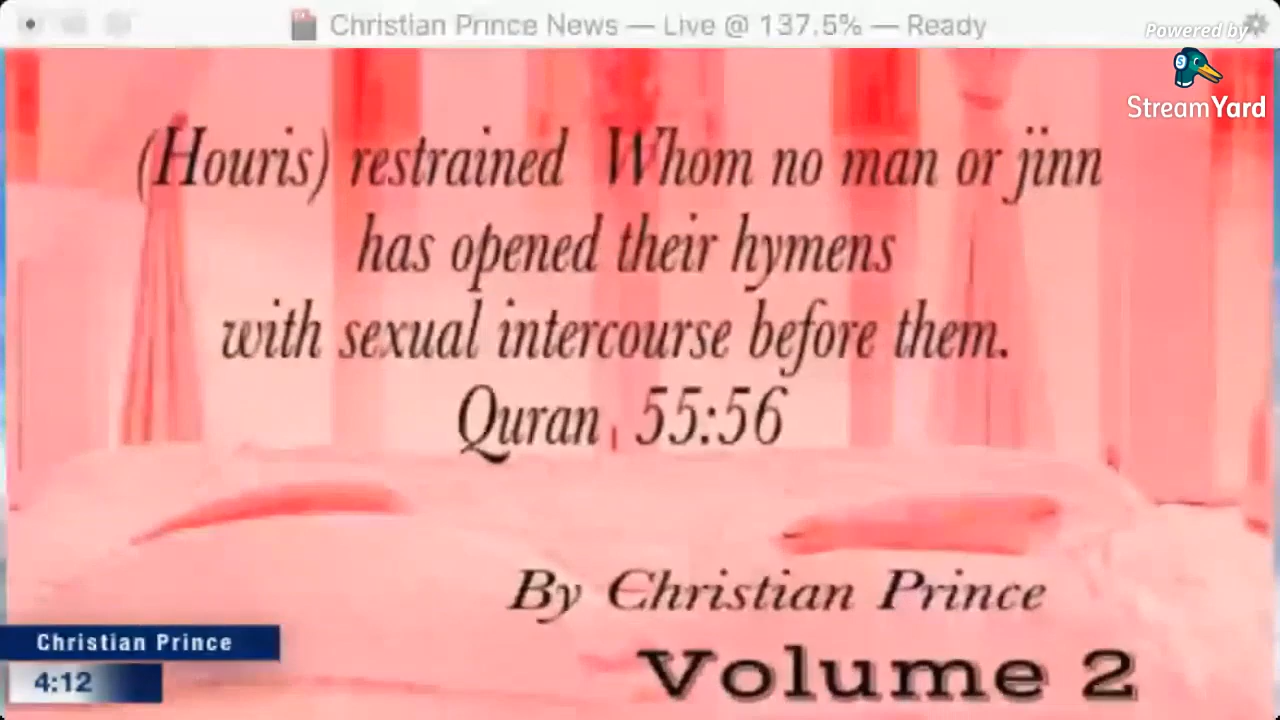 Christian Prince News — Live @ 137.5% — Ready
Powered by
StreamYard
(Houris) restrained Whom no man or jinn
has opened their hymens
with sexual intercourse before them.
Quran 55:56
By Christian Prince
Volume 2
Christian Prince
4:12